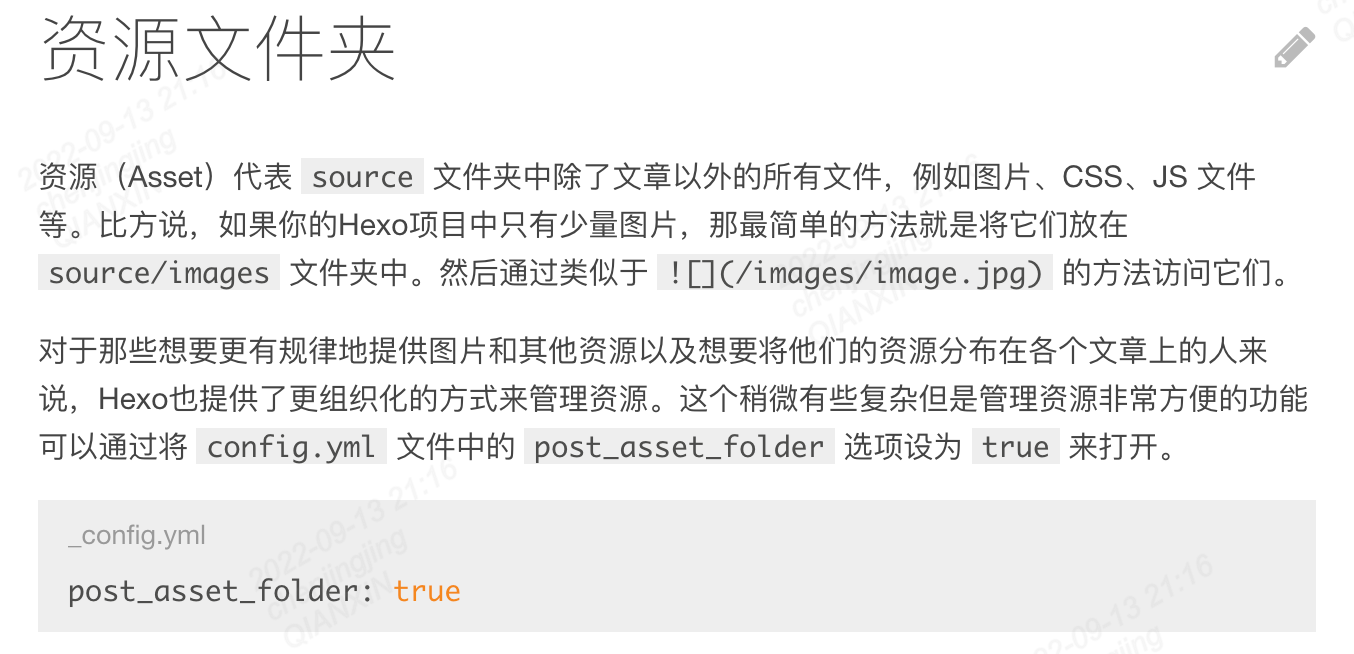 资源文件夹
资源（Asset）代表 source 文件夹中除了文章以外的所有文件，例如图片、CSS、JS 文件
等。比方说，如果你的Hexo项目中只有少量图片，那最简单的方法就是将它们放在
source/images 文件夹中。然后通过类似于 ![](/images/image.jpg) 的方法访问它们。
对于那些想要更有规律地提供图片和其他资源以及想要将他们的资源分布在各个文章上的人来
说，Hexo也提供了更组织化的方式来管理资源。这个稍微有些复杂但是管理资源非常方便的功能
可以通过将 config.yml 文件中的 post_asset_folder 选项设为 true 来打开。
_config.yml
post_asset_folder: true
2022-09-13 21:16
QIANXIN